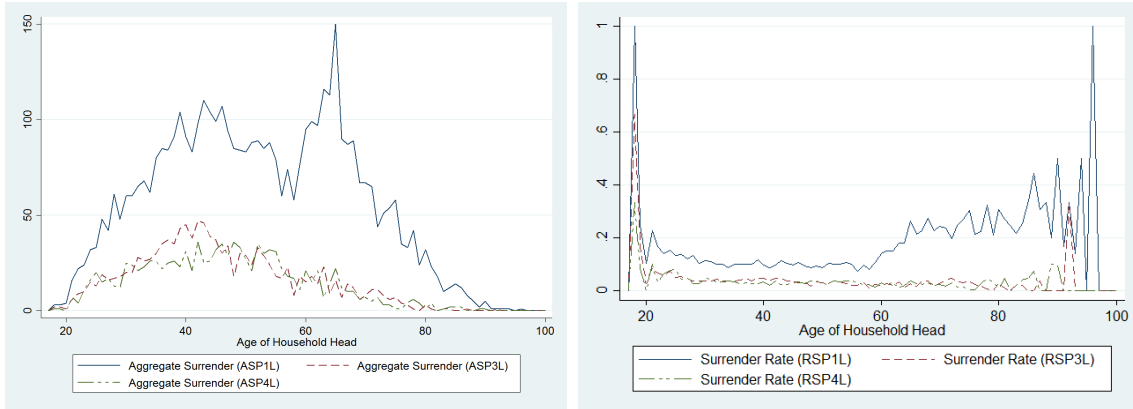 150
100
50
0
20
40
60
80
100
Age of Household Head
Aggregate Surrender (ASP1L)
Aggregate Surrender (ASP3L)
Aggregate Surrender (ASP4L)
1
.8
.6
.4
.2
0
20
40
60
80
100
Age of Household Head
Surrender Rate (RSP1L)
Surrender Rate (RSP3L)
Surrender Rate (RSP4L)